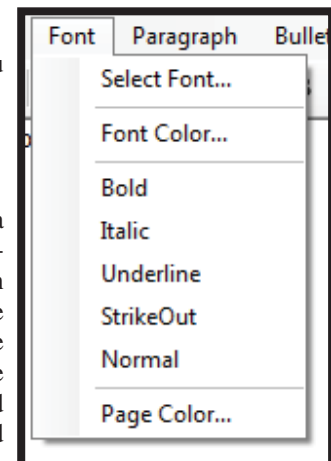 Font Paragraph
Select Font...
Font Color...
Bold
Italic
Underline
StrikeOut
Normal
Page Color...